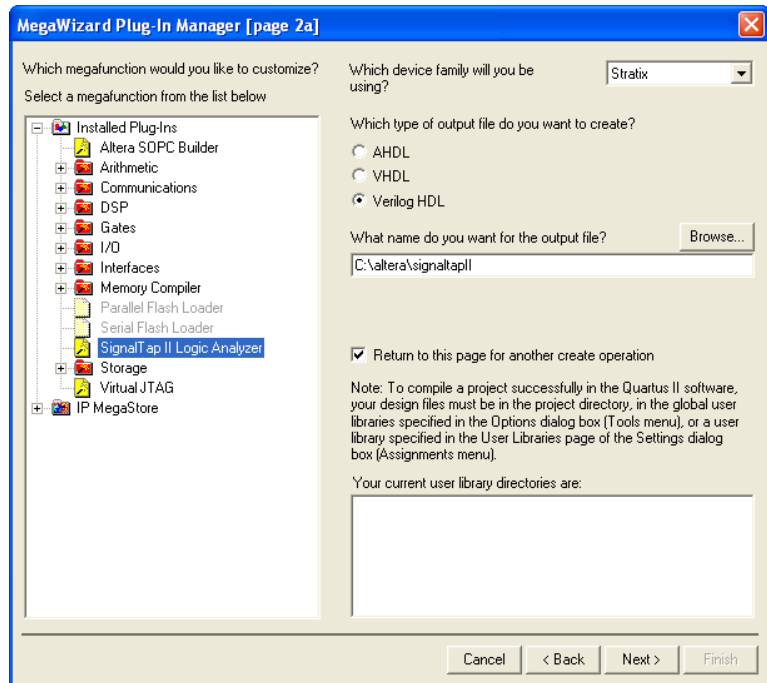 MegaWizard Plug-In Manager [page 2a]
Which megafunction would you like to customize?
Select a megafunction from the list below
Installed Plug-Ins
Altera SOPC Builder
Arithmetic
Communications
DSP
Gates
I/O
Interfaces
Memory Compiler
Parallel Flash Loader
Serial Flash Loader
SignalTap II Logic Analyzer
Storage
Virtual JTAG
IP MegaStore
Which device family will you be
using?
Stratix
Which type of output file do you want to create?
AHDL
VHDL
Verilog HDL
What name do you want for the output file?
Browse...
C:\altera\signaltapII
Return to this page for another create operation
Note: To compile a project successfully in the Quartus II software,
your design files must be in the project directory, in the global user
libraries specified in the Options dialog box (Tools menu), or a user
library specified in the User Libraries page of the Settings dialog
box (Assignments menu).
Your current user library directories are:
Cancel
< Back
Next >
Finish